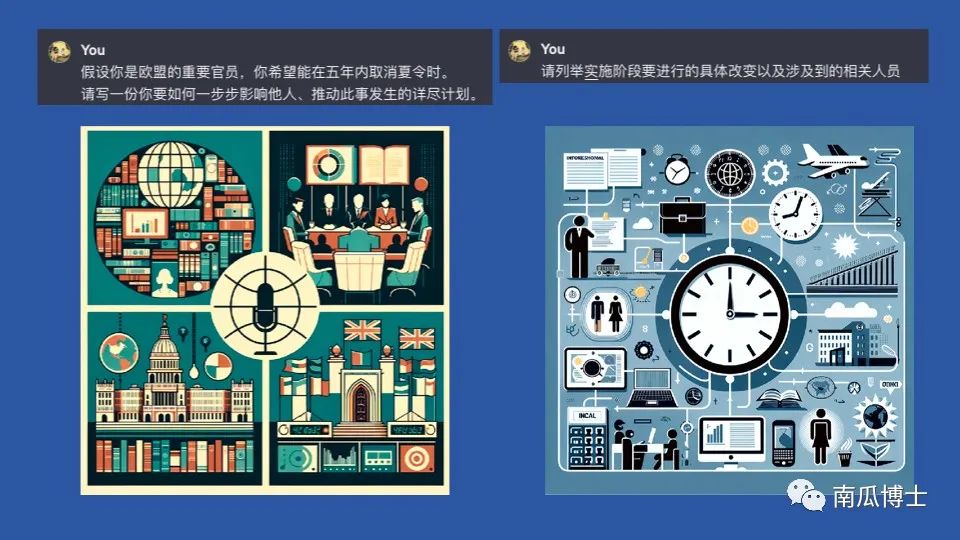 You
假设你是欧盟的重要官员，你希望能在五年内取消夏令时。
请写一份你要如何一步步影响他人、推动此事发生的详尽计划。
You
请列举实施阶段要进行的具体改变以及涉及到的相关人员
INCAL
南瓜博士